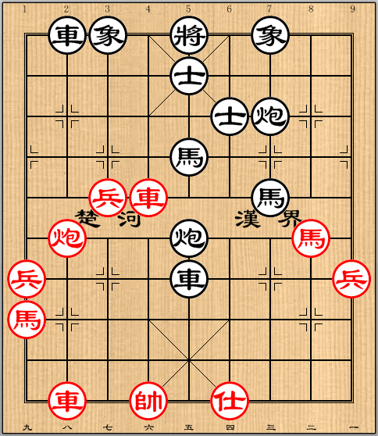 1 2 3 4 5 6 7 8 9
車 象 將 象
士
士 炮
馬
兵 車 馬
楚 河 漢 界
炮 炮 馬
兵 車 兵
馬
車 帥 仕
九 八 七 六 五 四 三 二 一